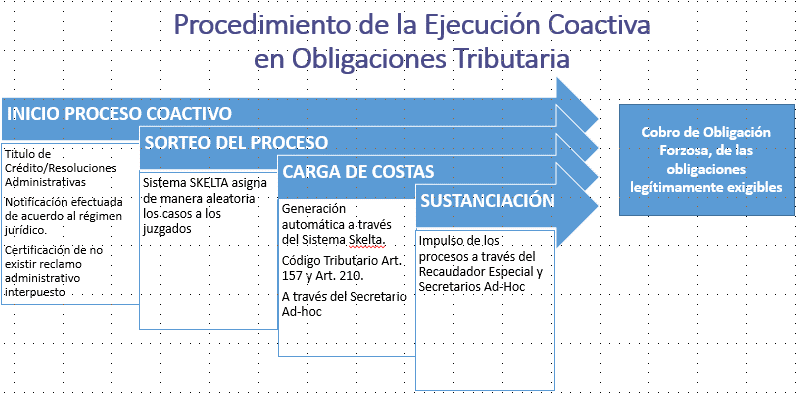 Procedimiento de la Ejecución Coactiva
en Obligaciones Tributaria
INICIO PROCESO COACTIVO
Titulo de
Crédito/Resoluciones
Administrativas
Notificación efectuada
de acuerdo al régimen
jurídico.
Certificación de no
existir reclamo
administrativo
interpuesto
SORTEO DEL PROCESO
Sistema SKELTA asigna
de manera aleatoria
los casos a los
juzgados
CARGA DE COSTAS
Generación
automática a través
del Sistema Skelta.
Código Tributario Art.
157 y Art. 210.
A través del Secretario
Ad-hoc
SUSTANCIACIÓN
Impulso de los
procesos a través del
Recaudador Especial y
Secretarios Ad-Hoc
Cobro de Obligación
Forzosa, de las
obligaciones
legítimamente exigibles